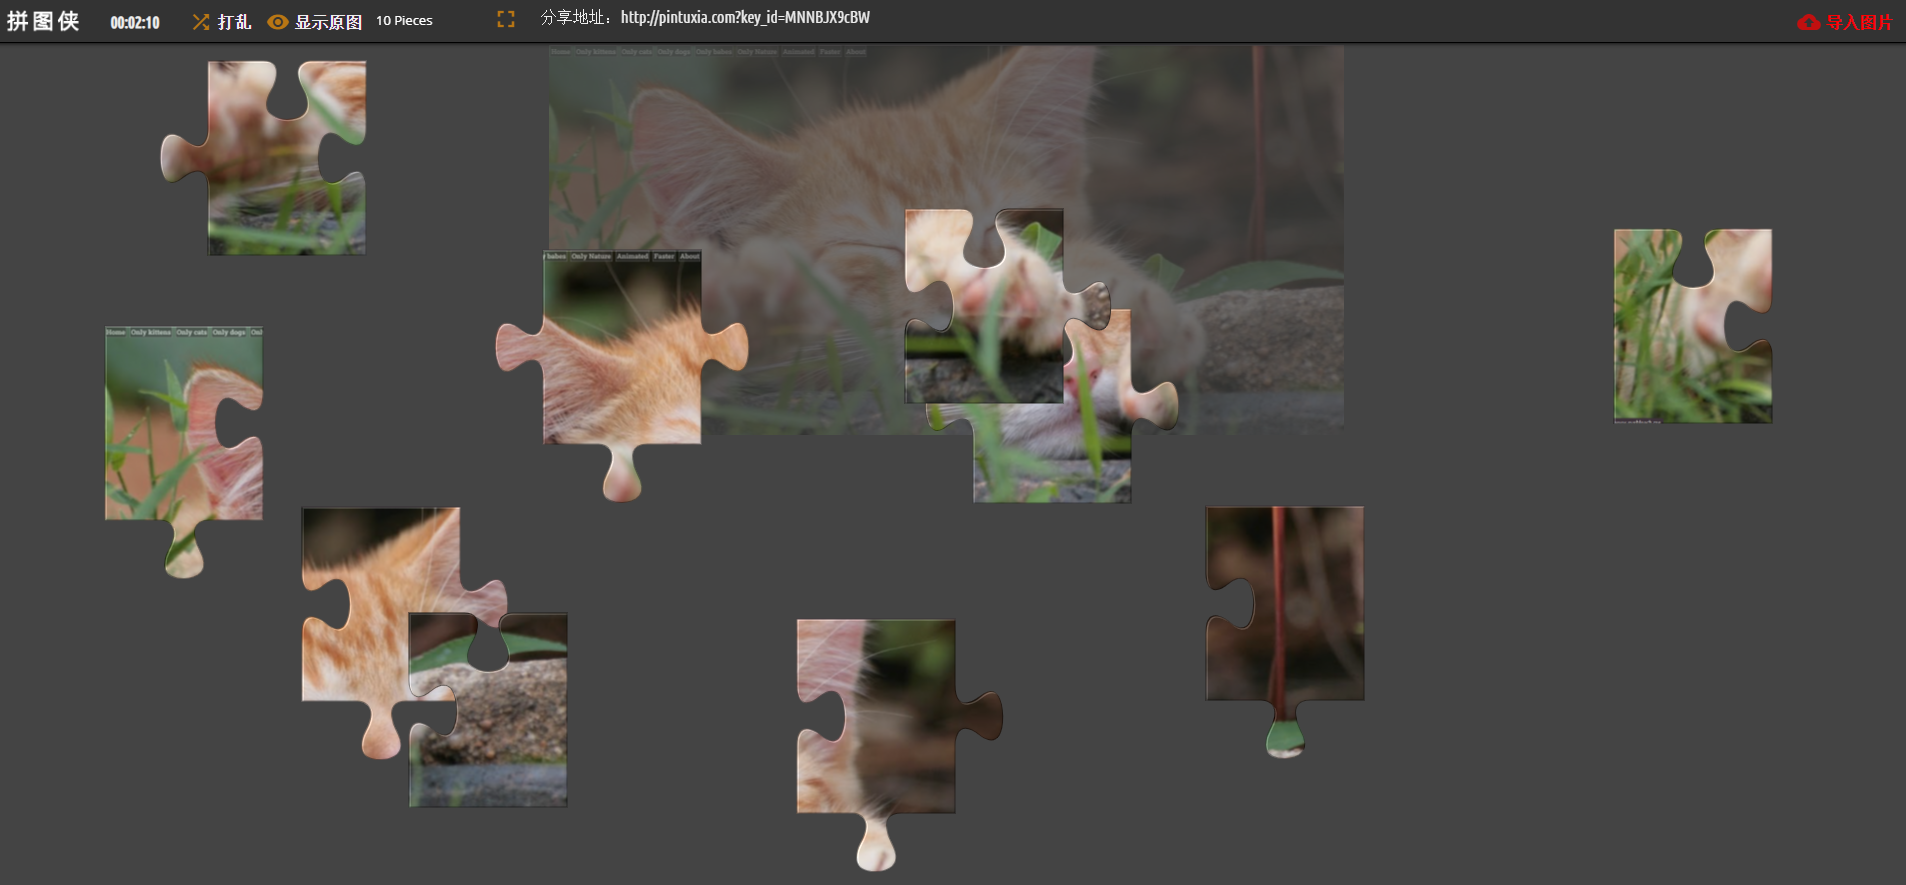 拼图侠 00:02:10 打乱 显示原图 10 Pieces 分享地址：http://pintuxia.com?key_id=MNNBJX9cBW 导入图片
Home Only kittens Only cats Only dogs Only babes Only Nature Animated Faster About
babes Only Nature Animated Faster About
Home Only kittens Only cats Only dogs Onl